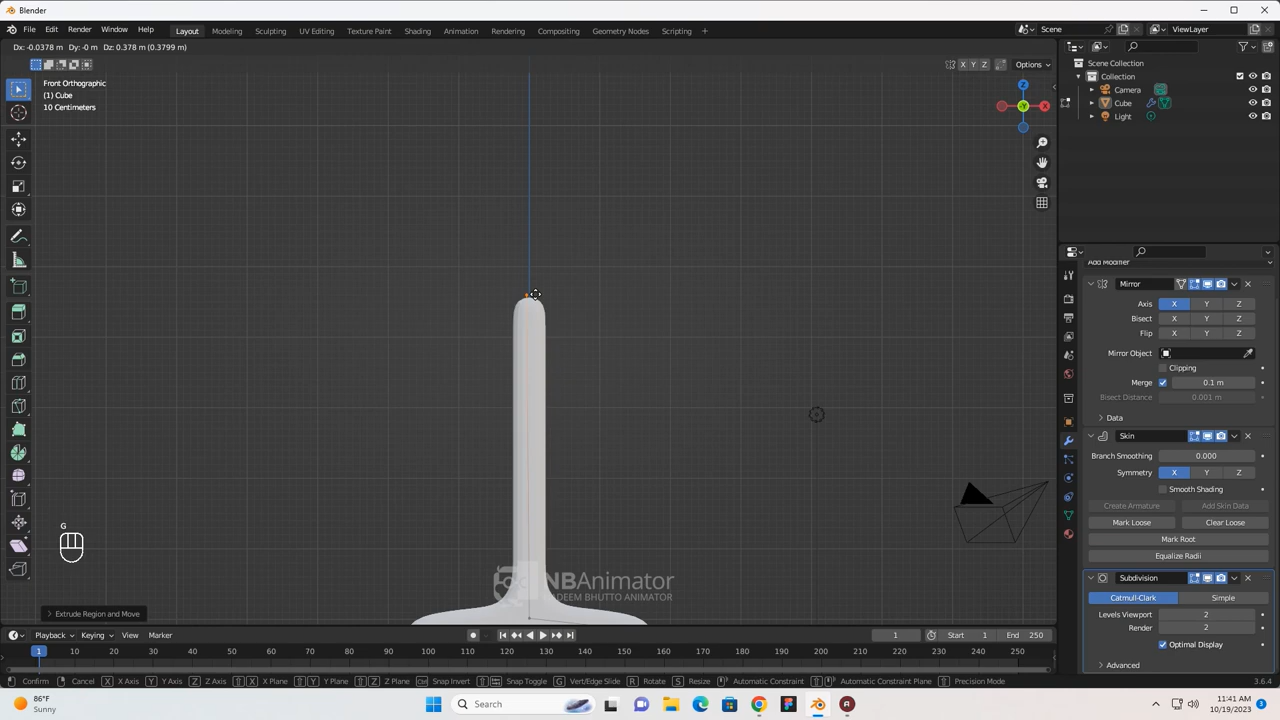 Blender
File Edit Render Window Help Layout Modeling Sculpting UV Editing Texture Paint Shading Animation Rendering Compositing Geometry Nodes Scripting + Scene ViewLayer
Dx: -0.0378 m Dy: -0 m Dz: 0.378 m (0.3799 m)
X Y Z Options
Front Orthographic
(1) Cube
10 Centimeters
Z
Y
X
Scene Collection
Collection
Camera
Cube
Light
Add Modifier
Mirror
Axis X Y Z
Bisect X Y Z
Flip X Y Z
Mirror Object
Clipping
Merge 0.1 m
Bisect Distance 0.001 m
Data
Skin
Branch Smoothing 0.000
Symmetry X Y Z
Smooth Shading
Create Armature Add Skin Data
Mark Loose Clear Loose
Mark Root
Equalize Radii
Subdivision
Catmull-Clark Simple
Levels Viewport 2
Render 2
Optimal Display
Advanced
G
NBAnimator
NADEEM BHUTTO ANIMATOR
Extrude Region and Move
Playback Keying View Marker 1 Start 1 End 250
1 10 20 30 40 50 60 70 80 90 100 110 120 130 140 150 160 170 180 190 200 210 220 230 240 250
Confirm Cancel X X Axis Y Y Axis Z Z Axis X X Plane Y Y Plane Z Z Plane Snap Invert Snap Toggle G Vert/Edge Slide R Rotate S Resize Automatic Constraint Automatic Constraint Plane Precision Mode 3.6.4
86°F
Sunny
Search
11:41 AM
10/19/2023
3